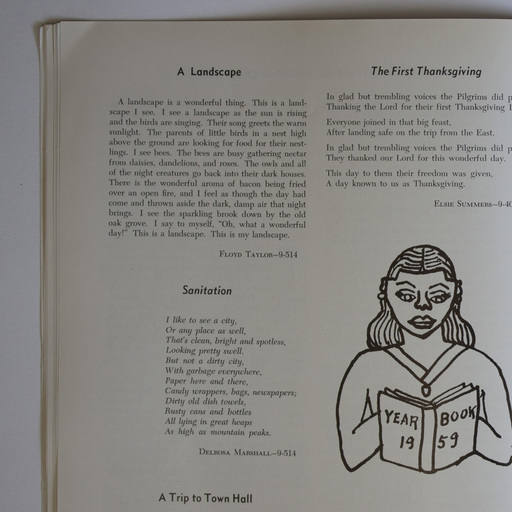 A Landscape
A landscape is a wonderful thing. This is a land-
scape I see. I see a landscape as the sun is rising
and the birds are singing. Their song greets the warm
sunlight. The parents of little birds in a nest high
above the ground are looking for food for their nest-
lings. I see bees. The bees are busy gathering nectar
from daisies, dandelions, and roses. The owls and all
of the night creatures go back into their dark houses.
There is the wonderful aroma of bacon being fried
over an open fire, and I feel as though the day had
come and thrown aside the dark, damp air that night
brings. I see the sparkling brook down by the old
oak grove. I say to myself, "Oh, what a wonderful
day!" This is a landscape. This is my landscape.
Floyd Taylor—9-514
Sanitation
I like to see a city,
Or any place as well,
That's clean, bright and spotless,
Looking pretty swell.
But not a dirty city,
With garbage everywhere,
Paper here and there,
Candy wrappers, bags, newspapers;
Dirty old dish towels,
Rusty cans and bottles
All lying in great heaps
As high as mountain peaks.
Delrosa Marshall—9-514
A Trip to Town Hall
The First Thanksgiving
In glad but trembling voices the Pilgrims did
Thanking the Lord for their first Thanksgiving
Everyone joined in that big feast,
After landing safe on the trip from the East.
In glad but trembling voices the Pilgrims did
They thanked our Lord for this wonderful day.
This day to them their freedom was given,
A day known to us as Thanksgiving.
Elsie Summers—9-40
YEAR BOOK
19 59